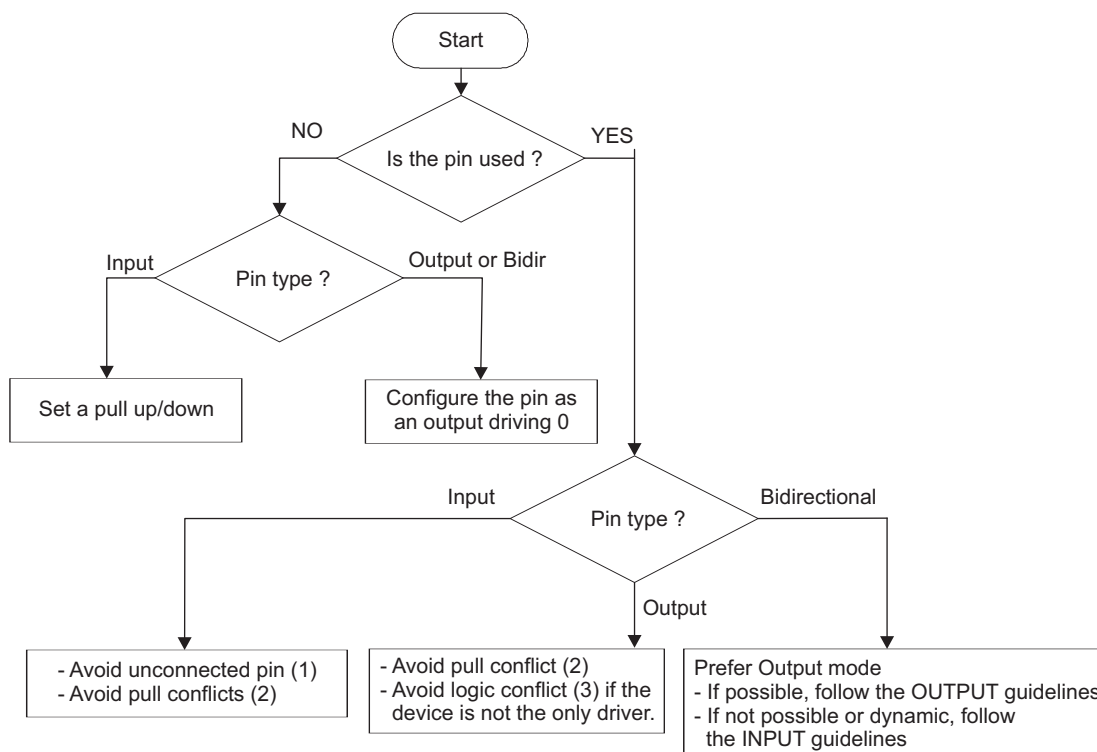 Start
NO
YES
Is the pin used ?
Input
Pin type ?
Output or Bidir
Set a pull up/down
Configure the pin as
an output driving 0
Input
Pin type ?
Bidirectional
Output
- Avoid unconnected pin (1)
- Avoid pull conflicts (2)
- Avoid pull conflict (2)
- Avoid logic conflict (3) if the
device is not the only driver.
Prefer Output mode
- If possible, follow the OUTPUT guidelines
- If not possible or dynamic, follow
the INPUT guidelines